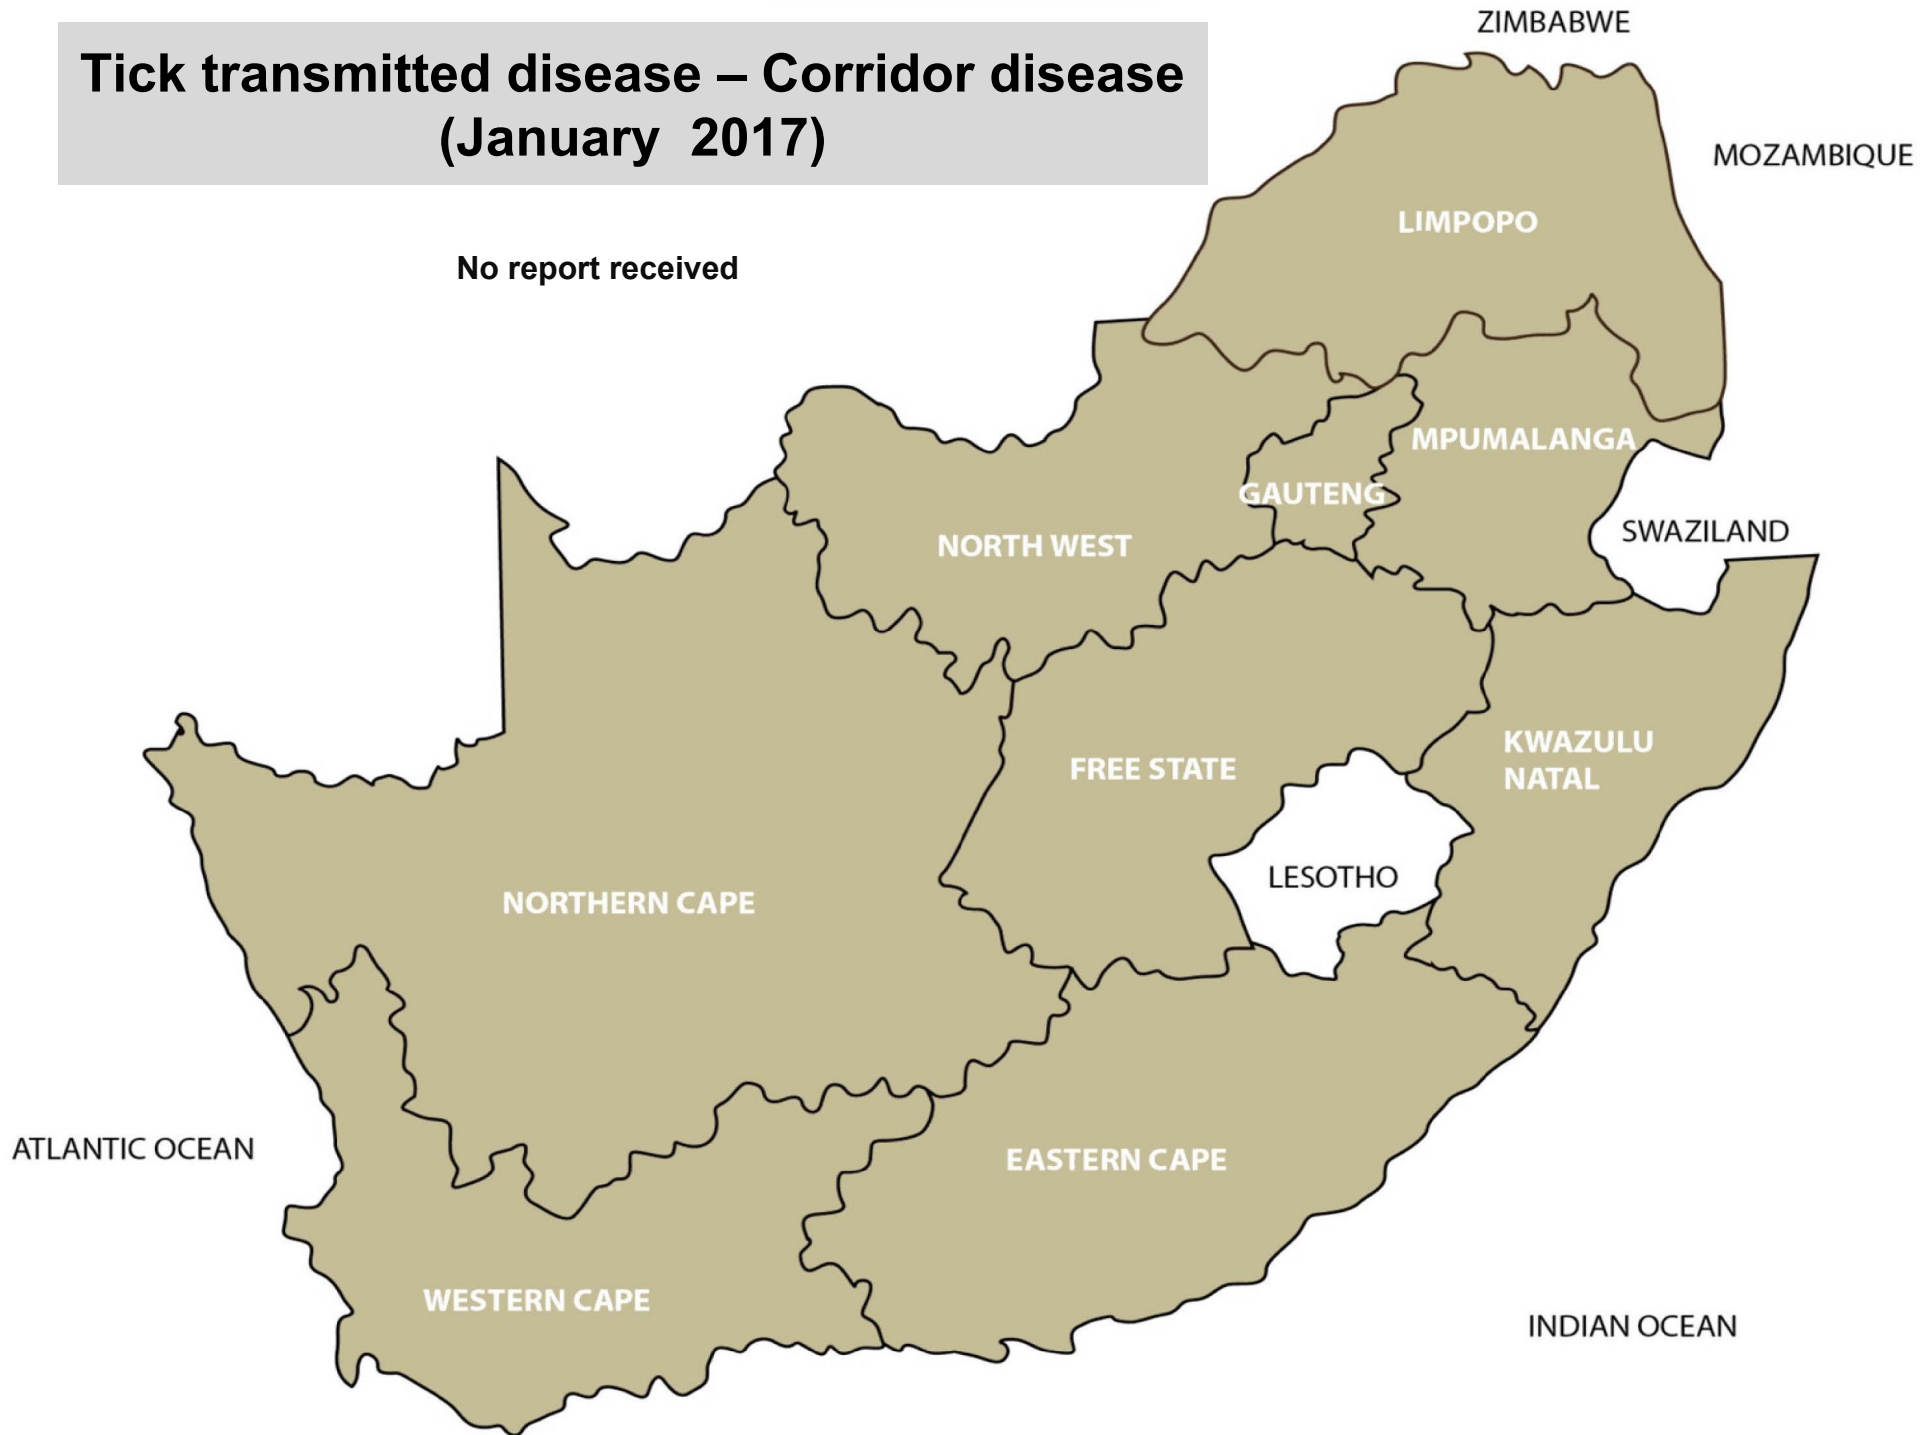 Tick transmitted disease – Corridor disease
(January  2017)
ZIMBABWE
MOZAMBIQUE
LIMPOPO
No report received
MPUMALANGA
GAUTENG
SWAZILAND
NORTH WEST
KWAZULU
NATAL
FREE STATE
LESOTHO
NORTHERN CAPE
ATLANTIC OCEAN
EASTERN CAPE
WESTERN CAPE
INDIAN OCEAN